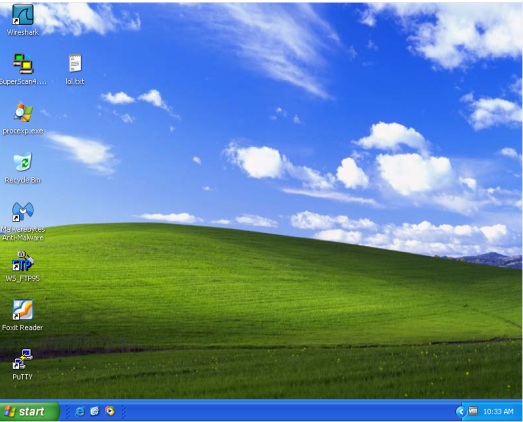 Wireshark
SuperScan4....
lol.txt
procexp.exe
Recycle Bin
Malwarebytes
Anti-Malware
WS_FTP95
Foxit Reader
PuTTY
start
10:33 AM